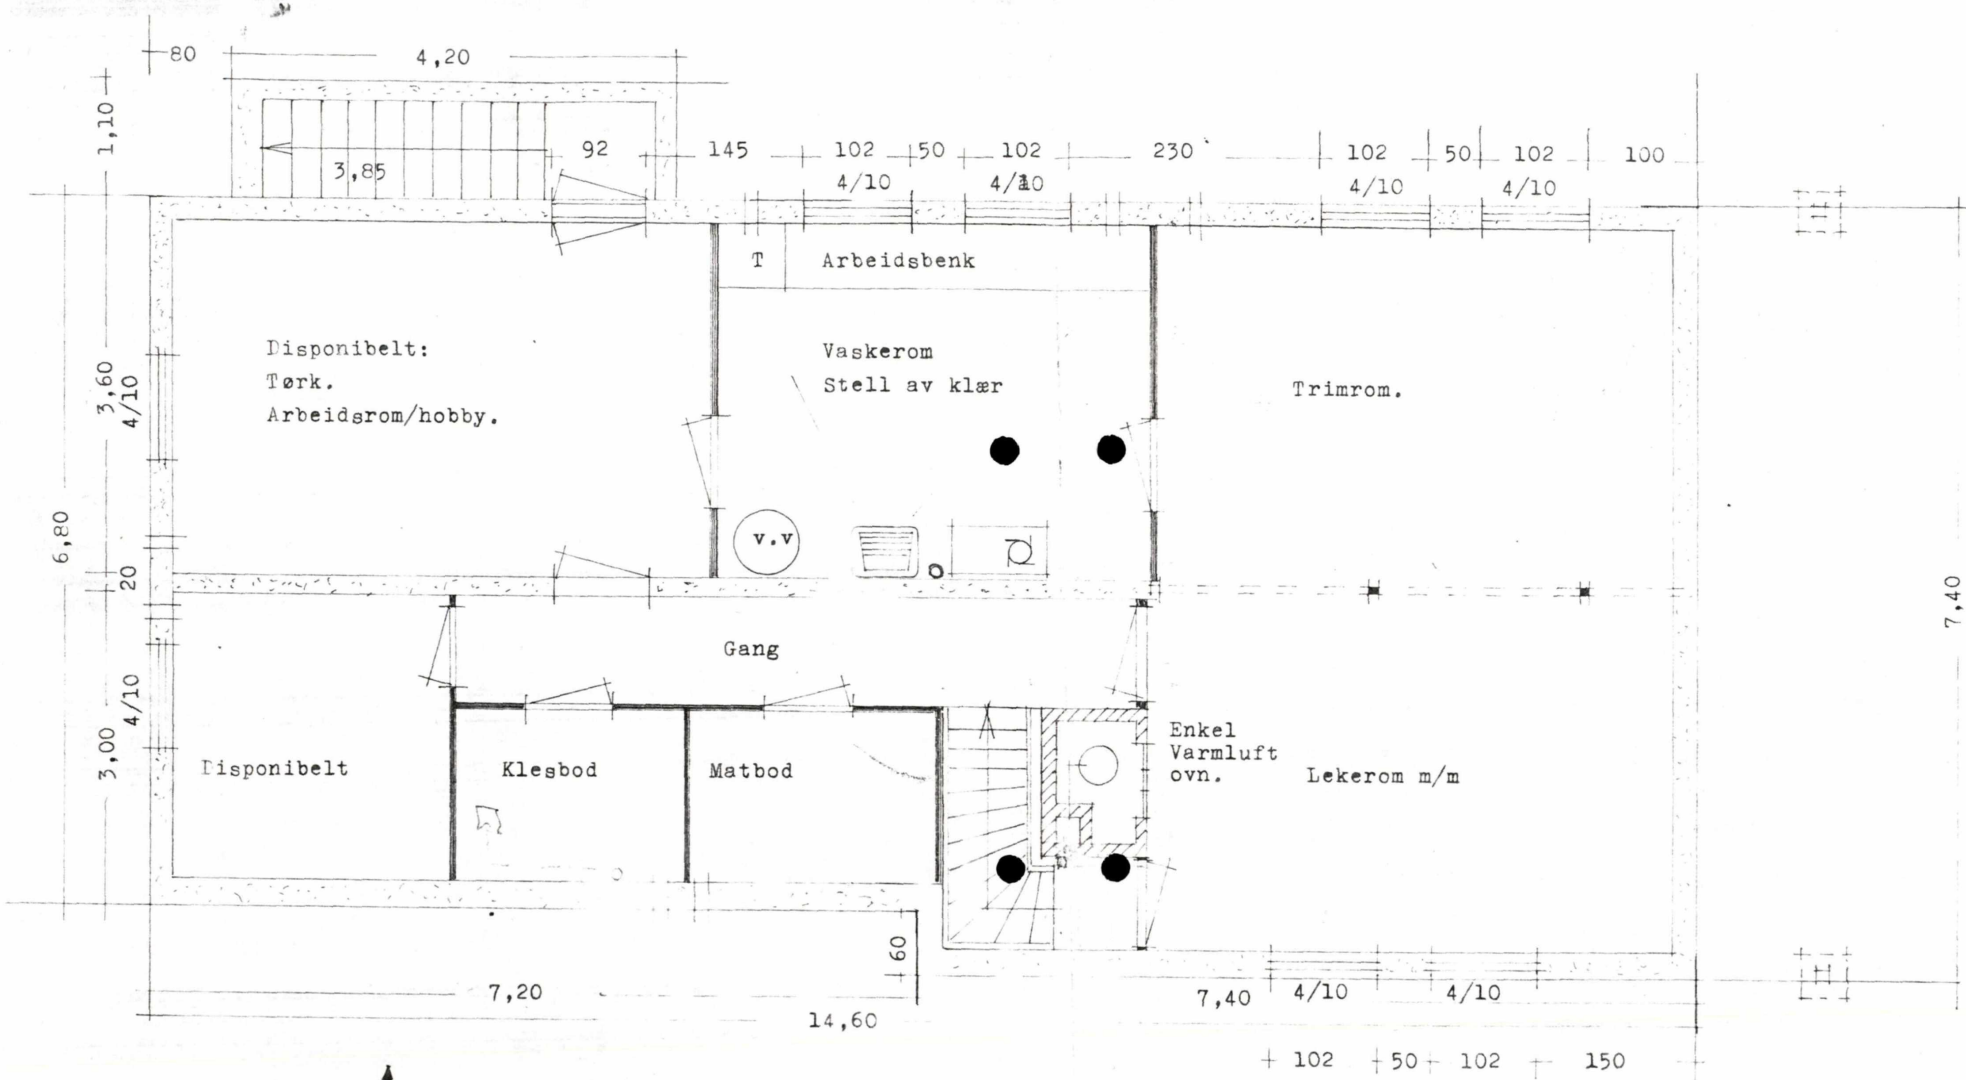 80
4,20
1,10
3,85
92
145
102
50
102
230
102
50
102
100
4/10
4/10
4/10
4/10
T
Arbeidsbenk
Disponibelt:
Tørk.
Arbeidsrom/hobby.
Vaskerom
Stell av klær
Trimrom.
3,60
4/10
6,80
v.v
20
7,40
Gang
4/10
3,00
Disponibelt
Klesbod
Matbod
Enkel
Varmluft
ovn.
Lekerom m/m
60
7,20
14,60
7,40
4/10
4/10
102
50
102
150